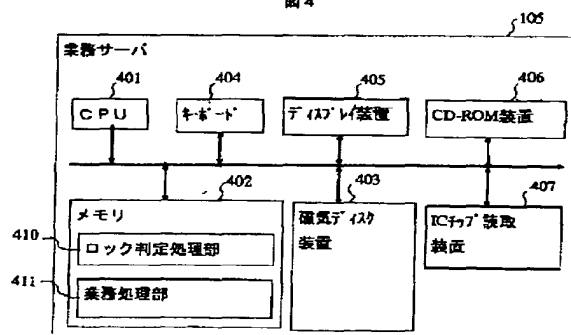 図4
105
業務サーバ
401
404
405
406
CPU
キーボード
ディスプレイ装置
CD-ROM装置
402
403
407
メモリ
磁気ディスク
装置
ICチップ読取
装置
410
ロック判定処理部
411
業務処理部